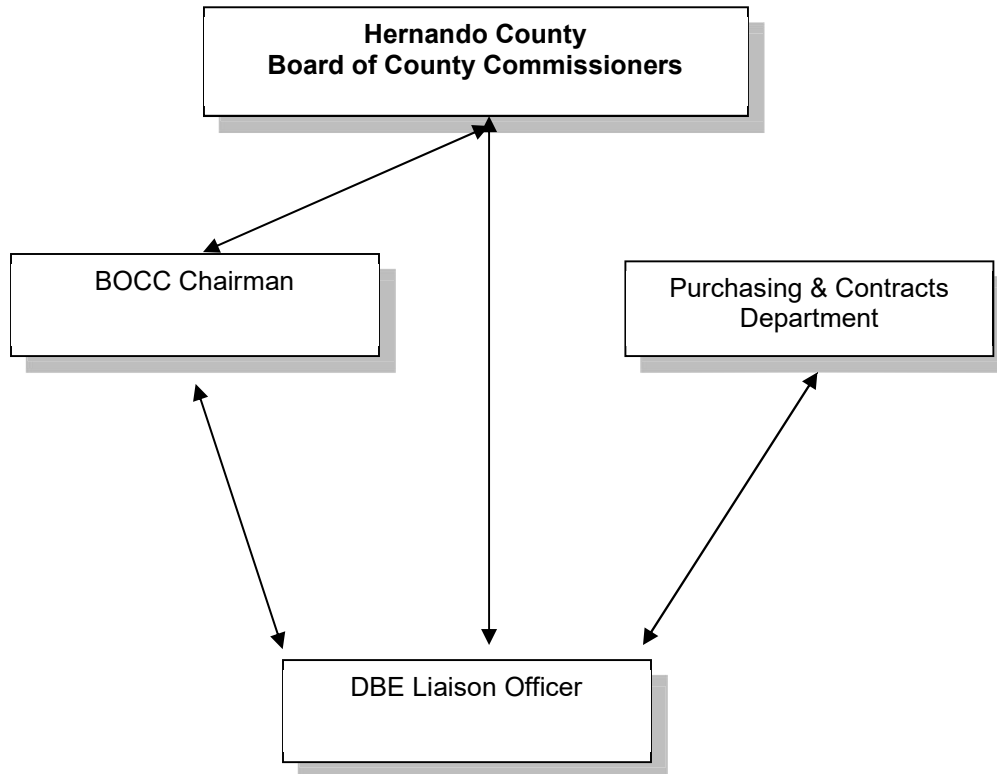 Hernando County
Board of County Commissioners
BOCC Chairman
Purchasing & Contracts
Department
DBE Liaison Officer